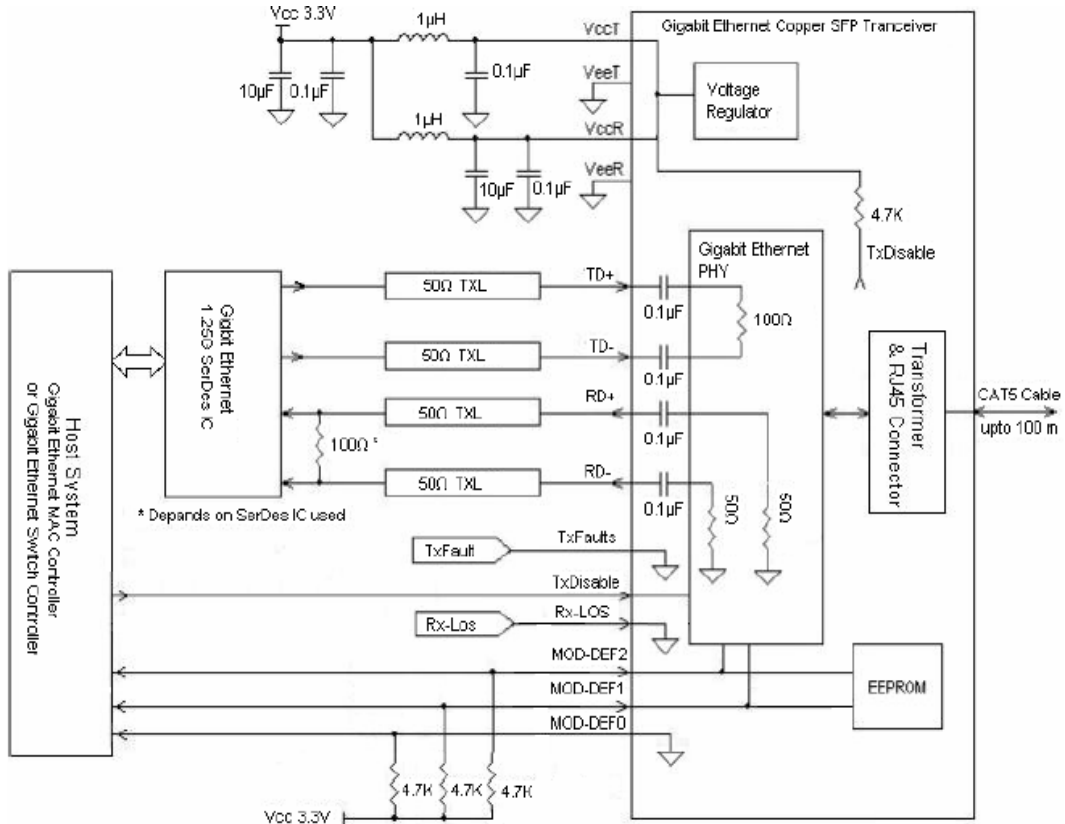 Vcc 3.3V
1µH
VccT
Gigabit Ethernet Copper SFP Tranceiver
10µF
0.1µF
0.1µF
VeeT
Voltage
Regulator
1µH
VccR
10µF
0.1µF
VeeR
4.7K
TxDisable
Gigabit Ethernet
PHY
Host System
Gigabit Ethernet MAC Controller
or Gigabit Ethernet Swtch Controller
Gigbit Ethernet
1.25D SerDes IC
50Ω TXL
TD+
0.1µF
100Ω
50Ω TXL
TD-
0.1µF
50Ω TXL
RD+
0.1µF
100Ω *
50Ω TXL
RD-
0.1µF
50Ω
50Ω
Transformer
& RJ45 Connector
CAT5 Cable
upto 100 m
* Depands on SerDes IC used
TxFault
TxFaults
TxDisable
Rx-Los
Rx-LOS
MOD-DEF2
MOD-DEF1
MOD-DEF0
EEPROM
4.7K
4.7K
4.7K
Vcc 3.3V